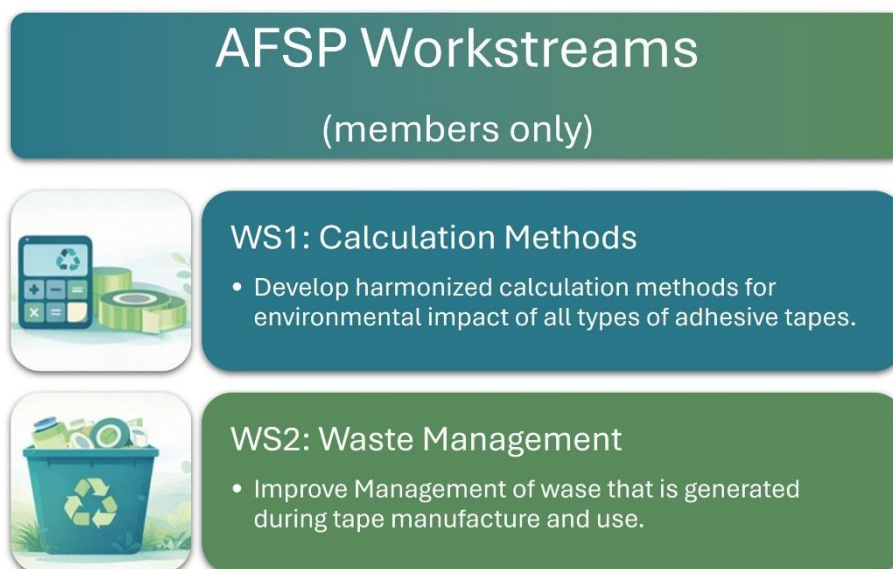 AFSP Workstreams
(members only)
WS1: Calculation Methods
• Develop harmonized calculation methods for
environmental impact of all types of adhesive tapes.
WS2: Waste Management
• Improve Management of wase that is generated
during tape manufacture and use.